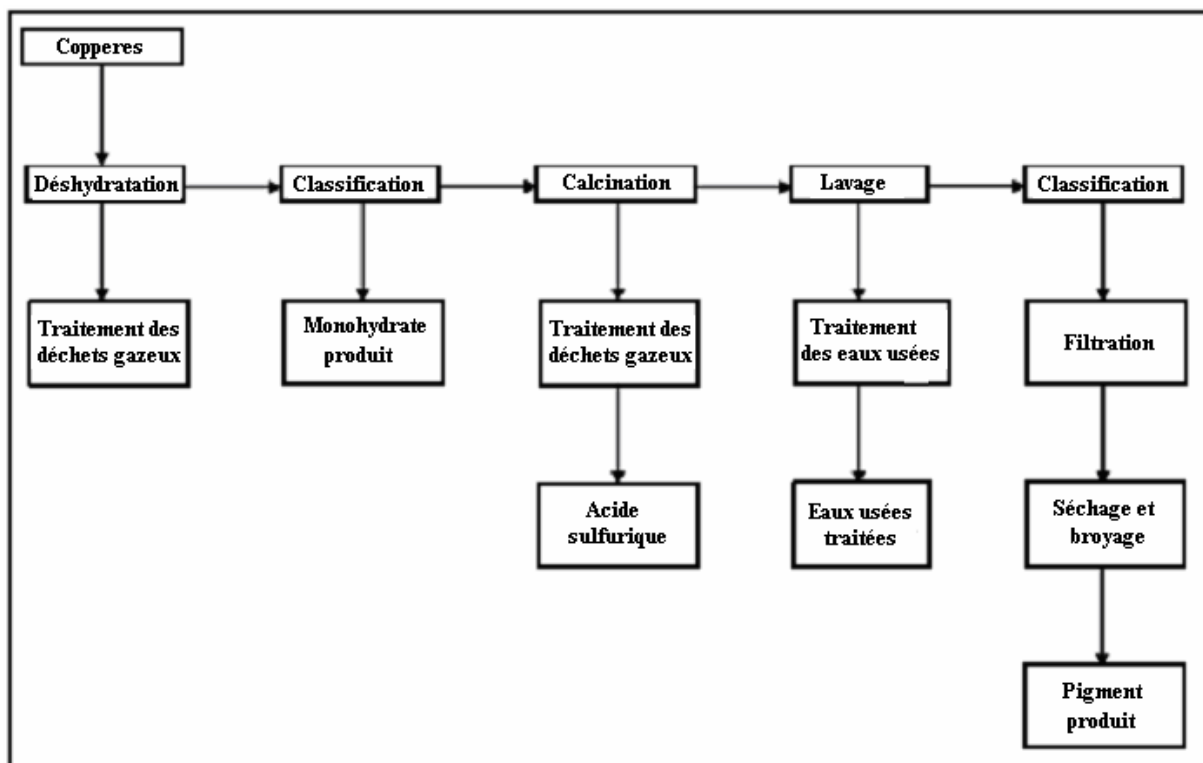 Copperes
Déshydratation
Classification
Calcination
Lavage
Classification
Traitement des
déchets gazeux
Monohydrate
produit
Traitement des
déchets gazeux
Traitement
des eaux usées
Filtration
Acide
sulfurique
Eaux usées
traitées
Séchage et
broyage
Pigment
produit